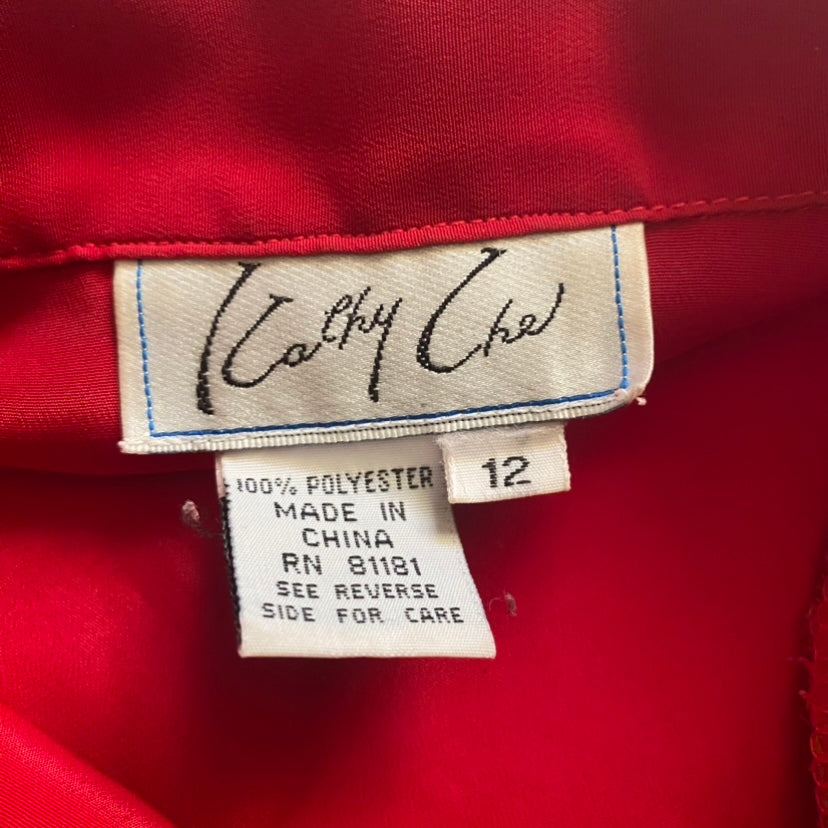 Kathy Che
12
100% POLYESTER
MADE IN
CHINA
RN 81181
SEE REVERSE
SIDE FOR CARE